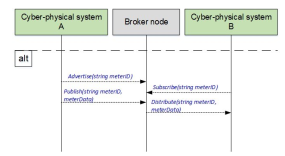 Cyber-physical system
A
Broker node
Cyber-physical system
B
alt
Advertise(string meterID)
Subscribe(string meterID)
Publish(string meterID,
meterData)
Distribute(string meterID,
meterData)